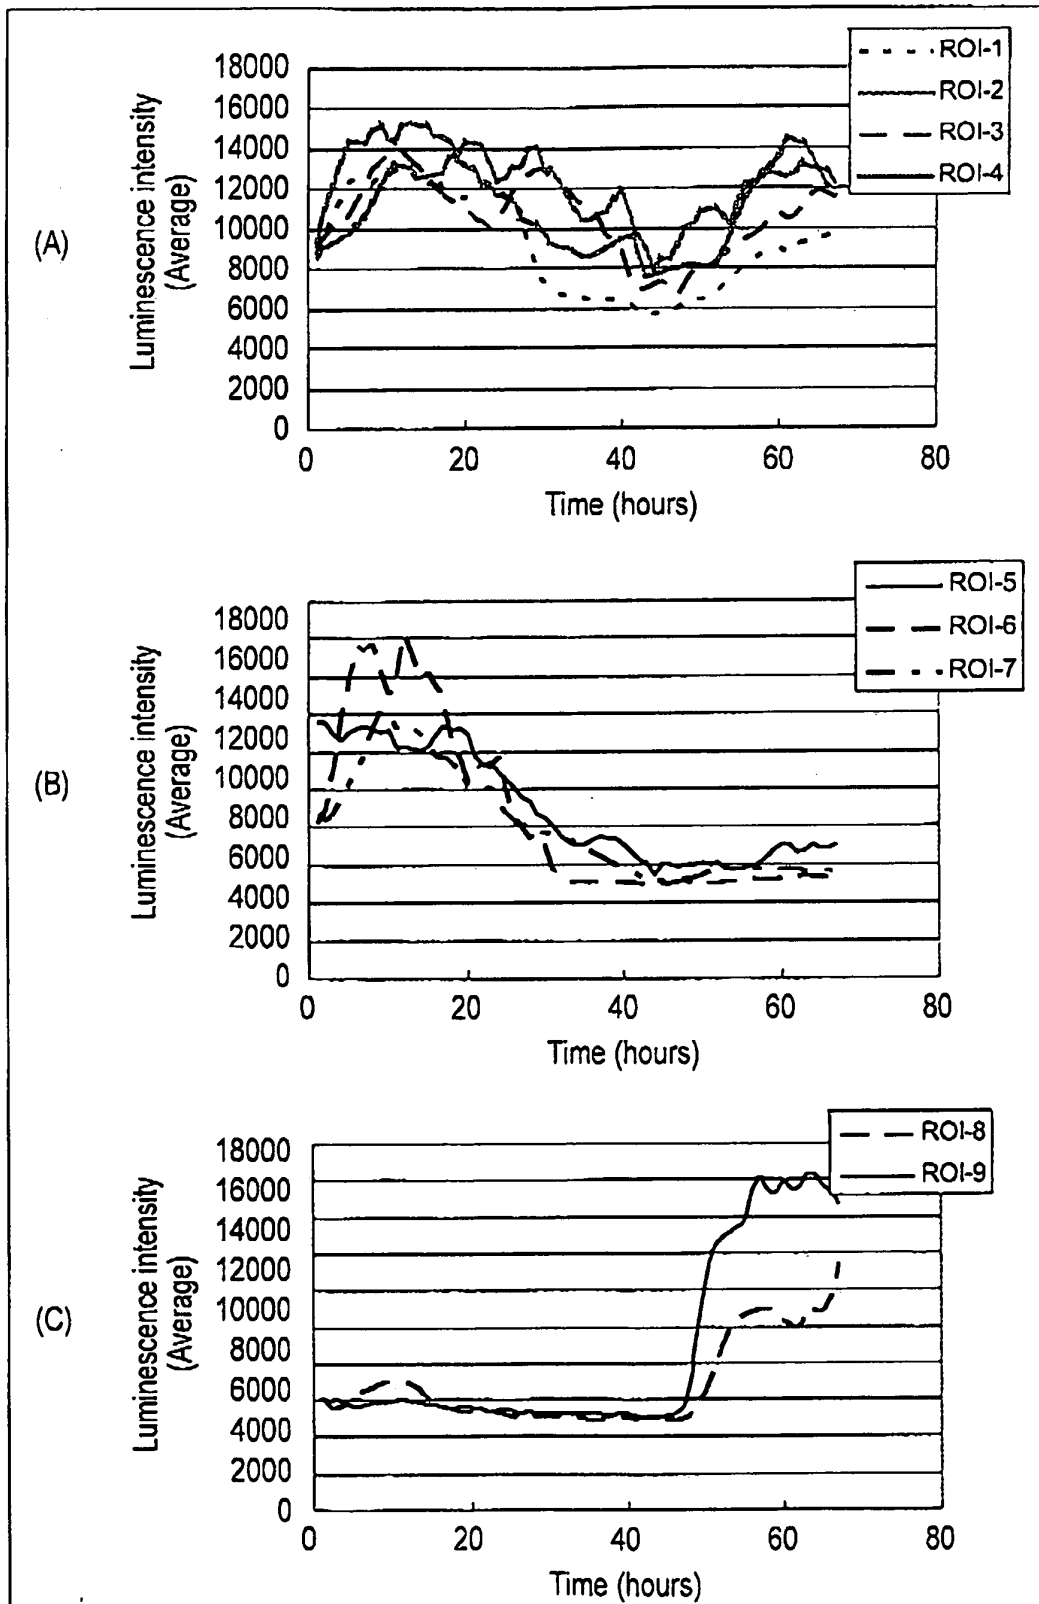 (A)
Luminescence intensity
(Average)
18000
16000
14000
12000
10000
8000
6000
4000
2000
0
0 20 40 60 80
Time (hours)
ROI-1
ROI-2
ROI-3
ROI-4
(B)
Luminescence intensity
(Average)
18000
16000
14000
12000
10000
8000
6000
4000
2000
0
0 20 40 60 80
Time (hours)
ROI-5
ROI-6
ROI-7
(C)
Luminescence intensity
(Average)
18000
16000
14000
12000
10000
8000
6000
4000
2000
0
0 20 40 60 80
Time (hours)
ROI-8
ROI-9